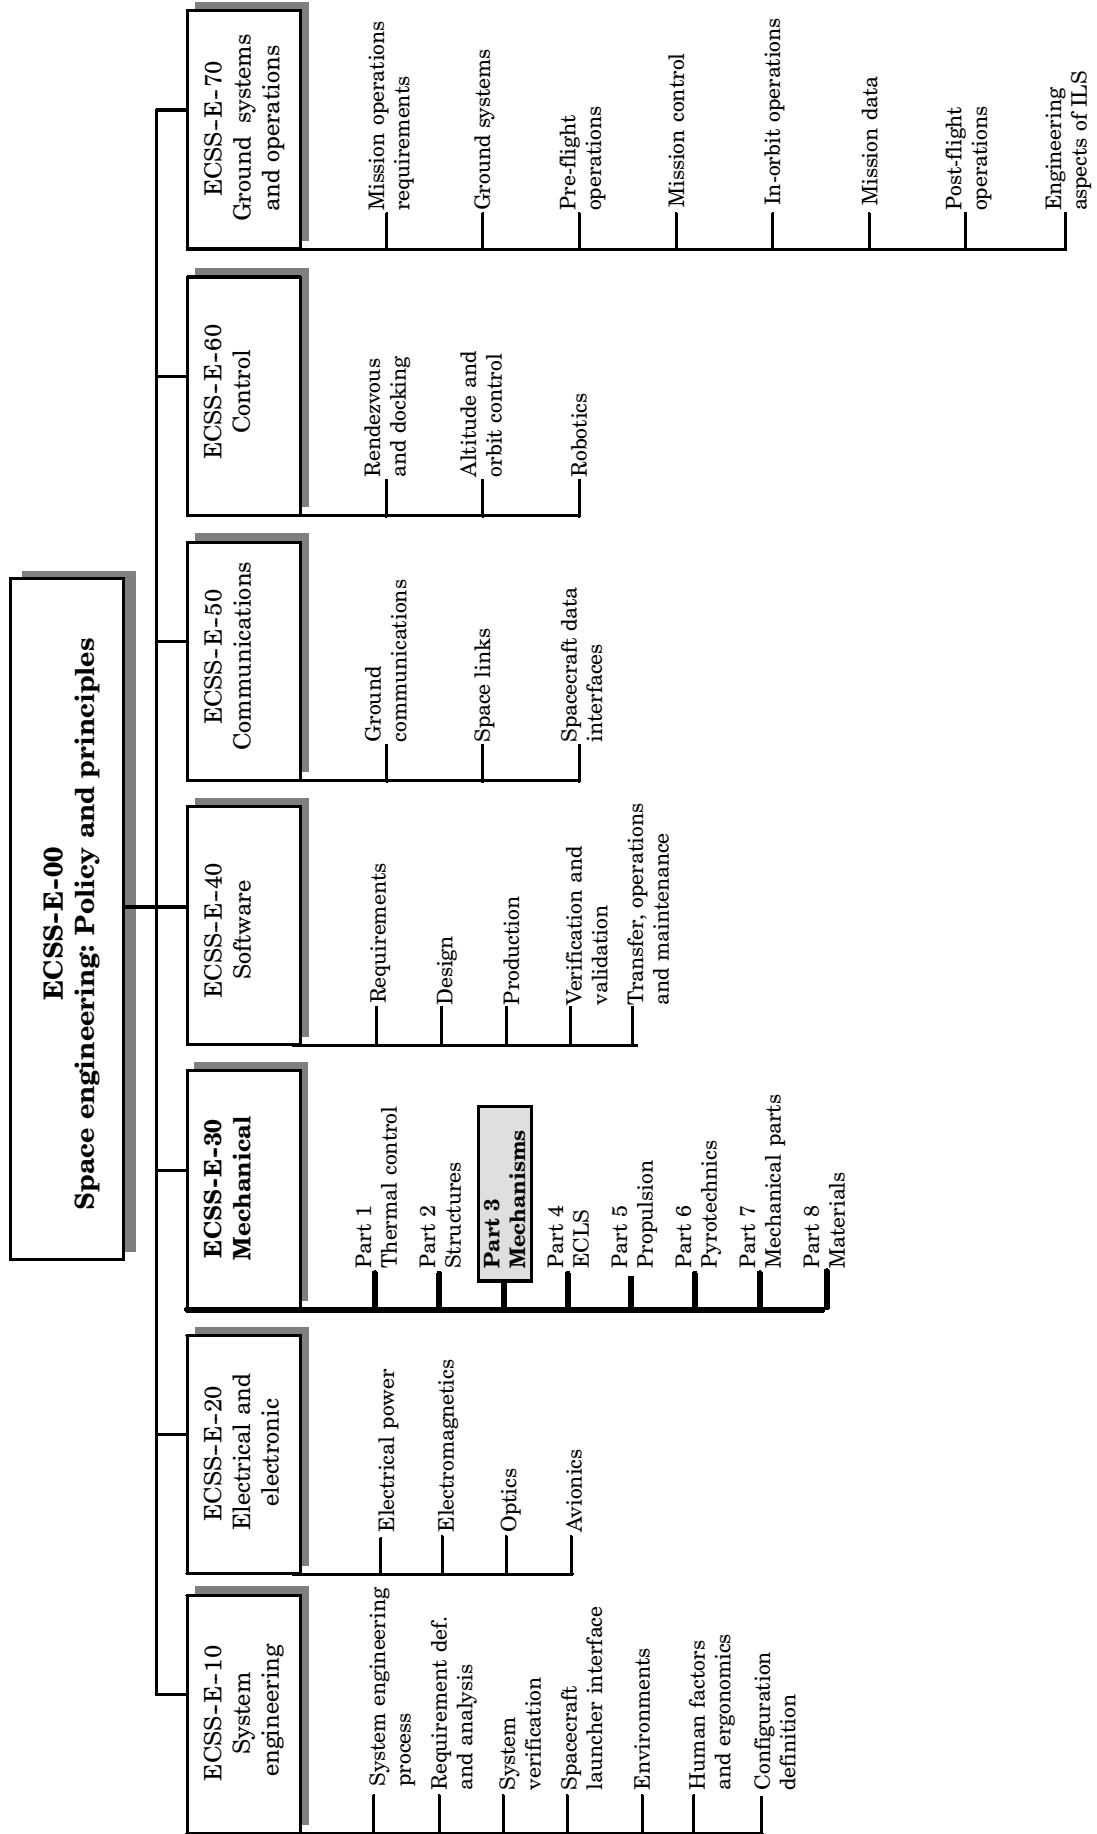 ECSS-E-00
Space engineering: Policy and principles
ECSS-E-10
System
engineering
System engineering
process
Requirement def.
and analysis
System
verification
Spacecraft
launcher interface
Environments
Human factors
and ergonomics
Configuration
definition
ECSS-E-20
Electrical and
electronic
Electrical power
Electromagnetics
Optics
Avionics
ECSS-E-30
Mechanical
Part 1
Thermal control
Part 2
Structures
Part 3
Mechanisms
Part 4
ECLS
Part 5
Propulsion
Part 6
Pyrotechnics
Part 7
Mechanical parts
Part 8
Materials
ECSS-E-40
Software
Requirements
Design
Production
Verification and
validation
Transfer, operations
and maintenance
ECSS-E-50
Communications
Ground
communications
Space links
Spacecraft data
interfaces
ECSS-E-60
Control
Rendezvous
and docking
Altitude and
orbit control
Robotics
ECSS-E-70
Ground systems
and operations
Mission operations
requirements
Ground systems
Pre-flight
operations
Mission control
In-orbit operations
Mission data
Post-flight
operations
Engineering
aspects of ILS